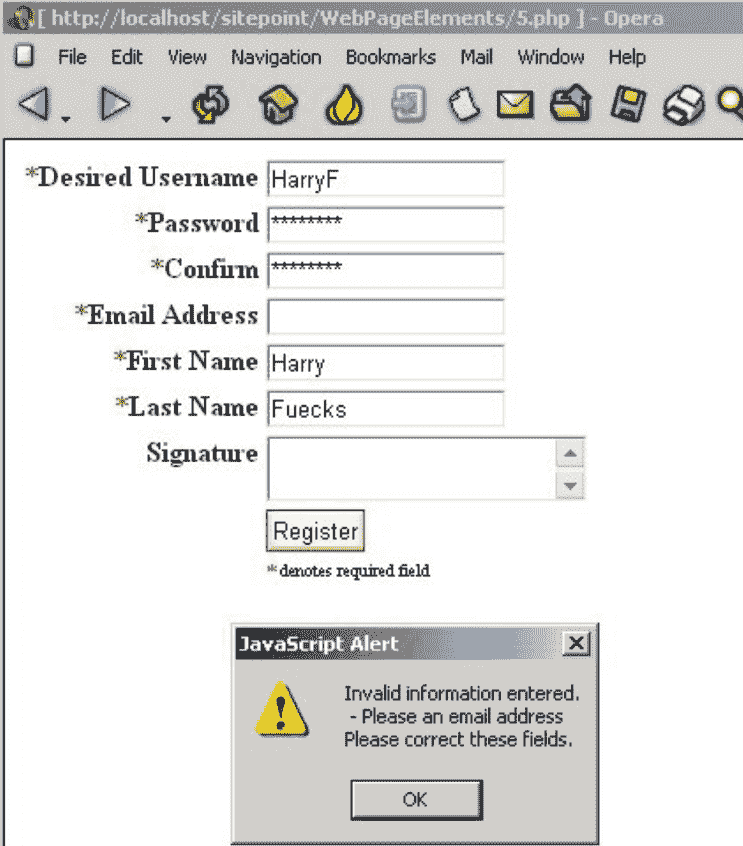 [ http://localhost/sitepoint/WebPageElements/5.php ] - Opera
File Edit View Navigation Bookmarks Mail Window Help
*Desired Username HarryF
*Password ********
*Confirm ********
*Email Address
*First Name Harry
*Last Name Fuecks
Signature
Register
* denotes required field
JavaScript Alert
Invalid information entered.
- Please an email address
Please correct these fields.
OK